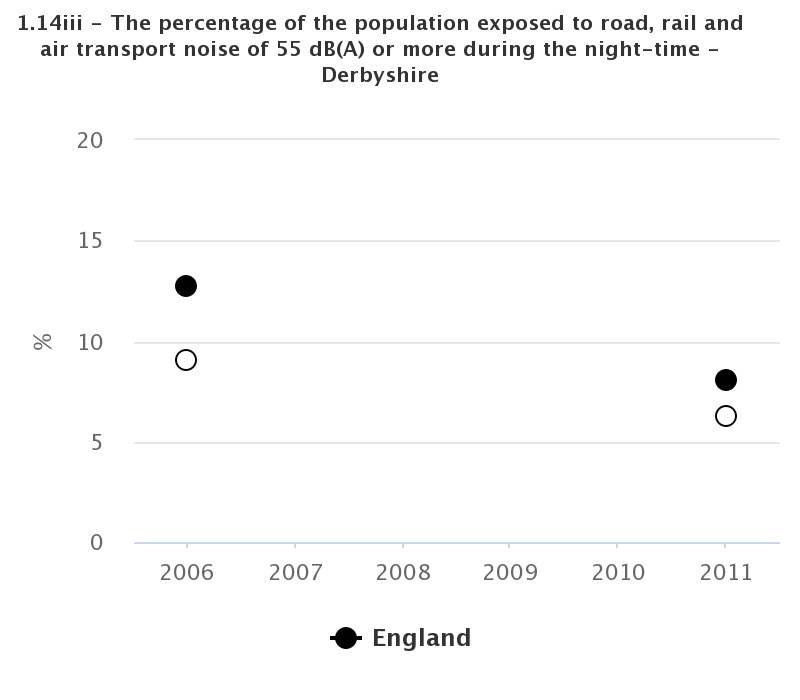 1.14iii – The percentage of the population exposed to road, rail and
air transport noise of 55 dB(A) or more during the night-time –
Derbyshire
20
15
10
5
0
%
2006 2007 2008 2009 2010 2011
England